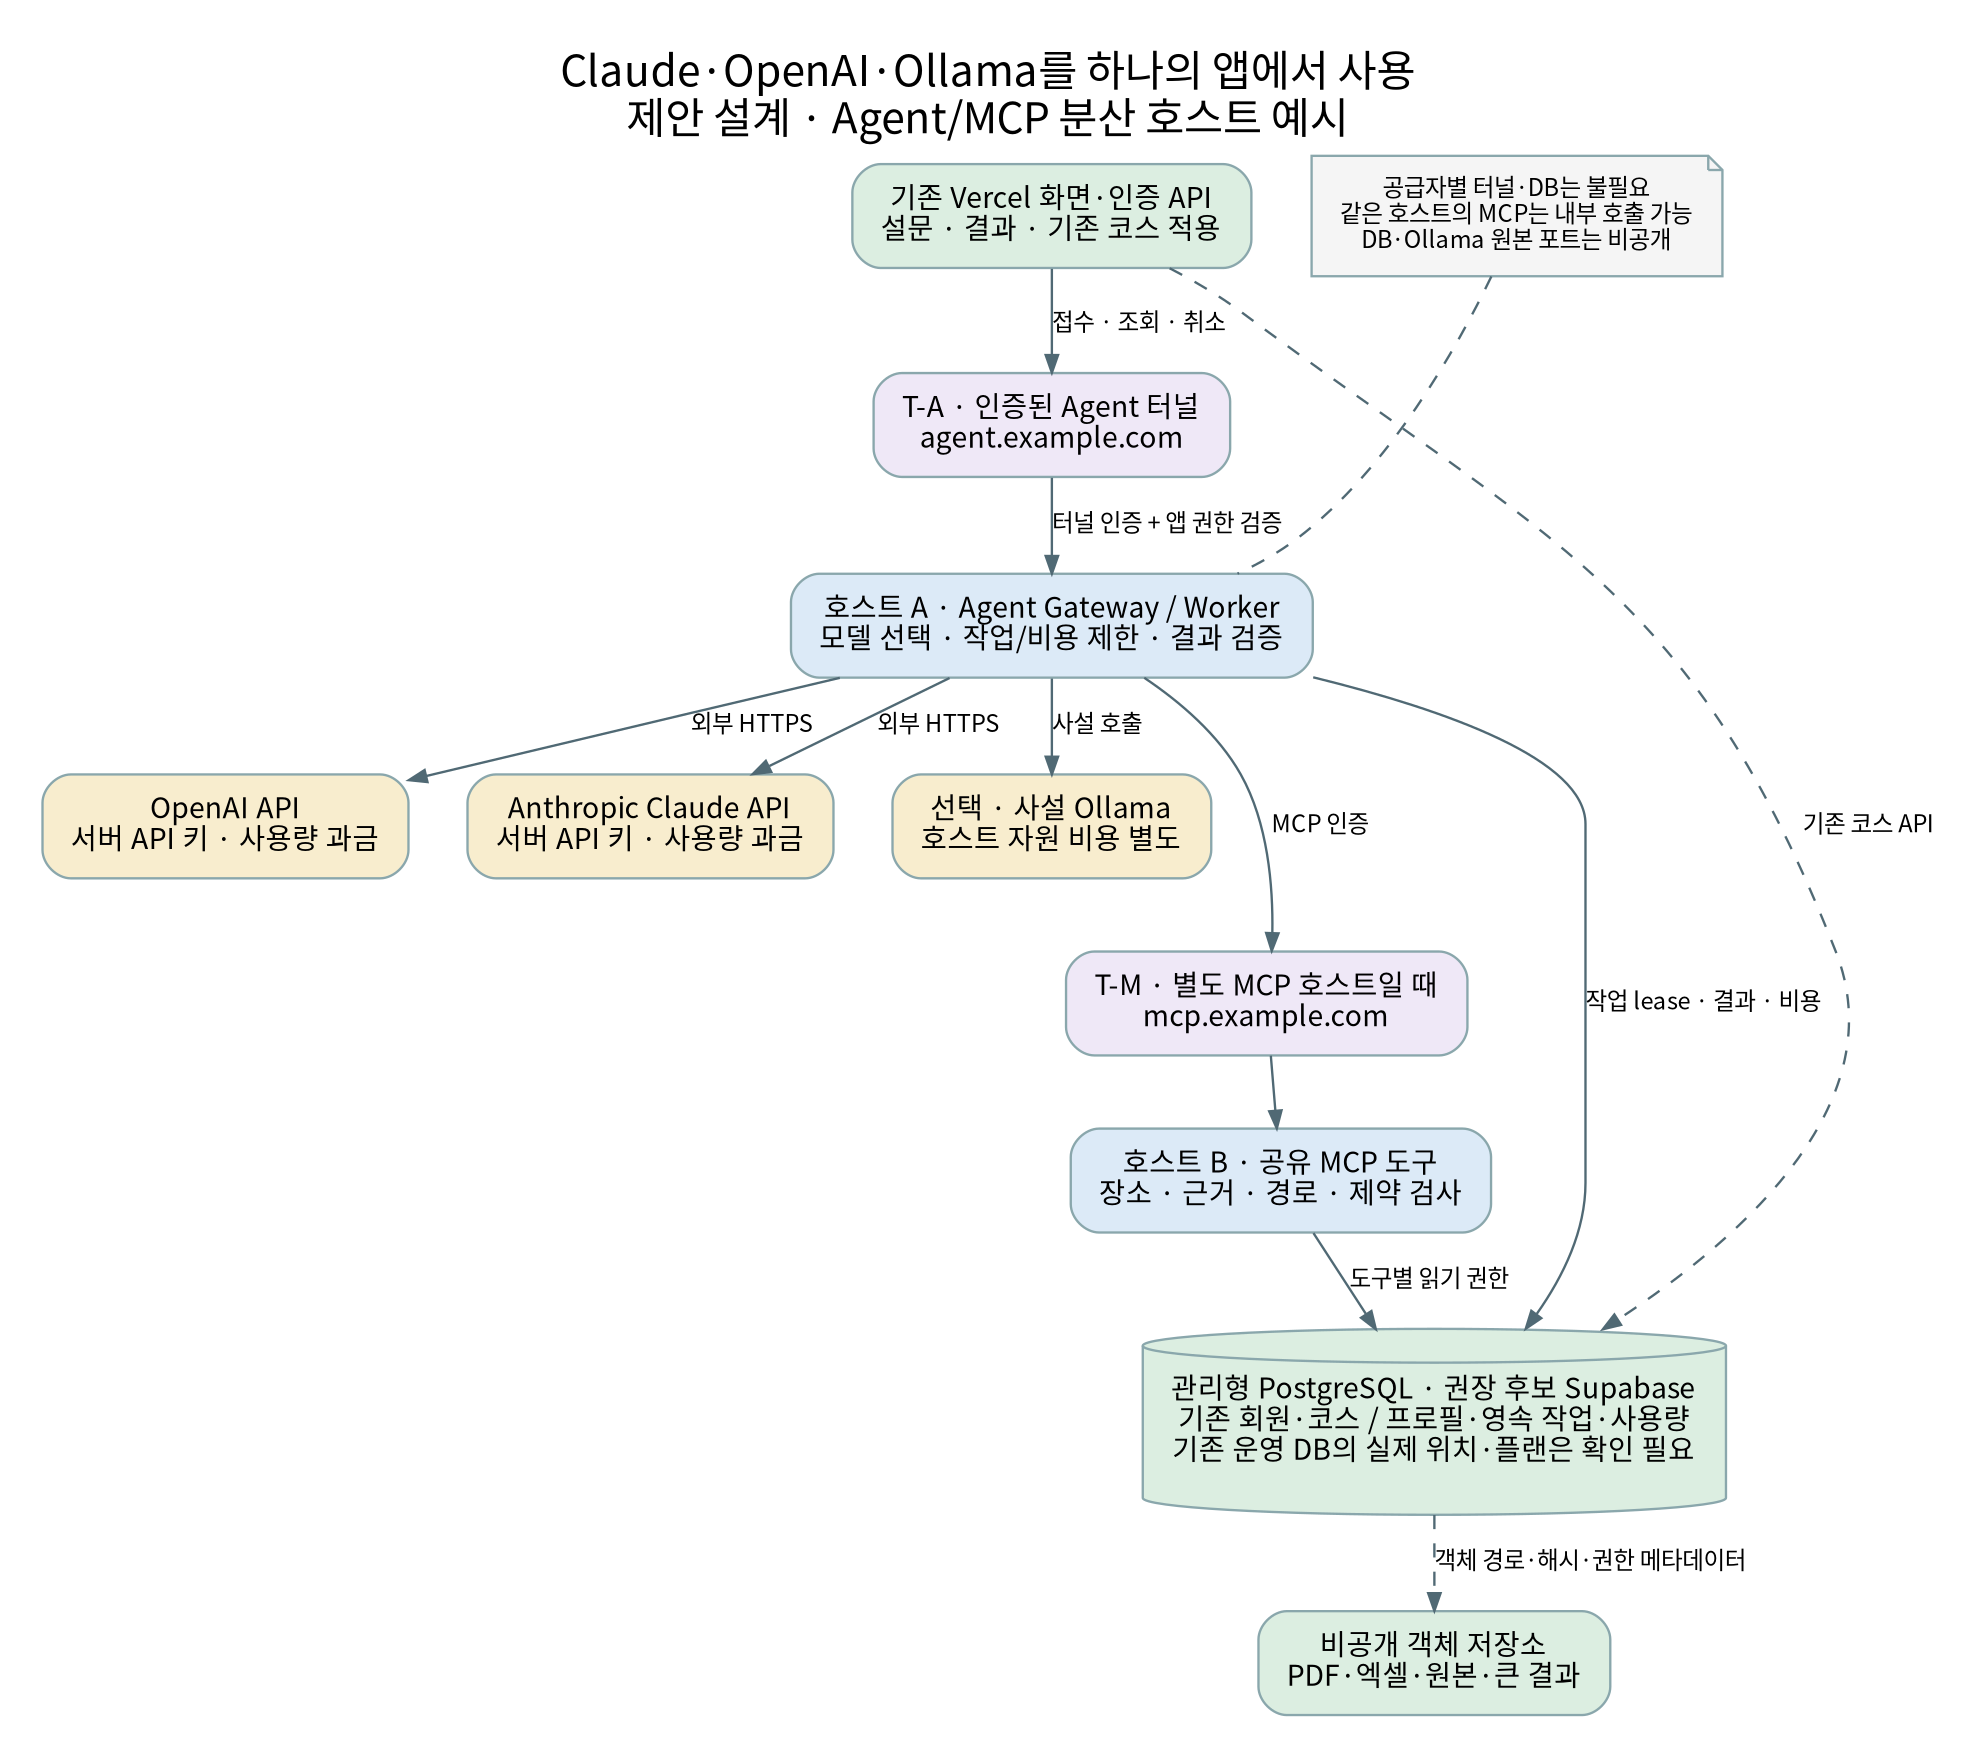 Claude·OpenAI·Ollama를 하나의 앱에서 사용
제안 설계 · Agent/MCP 분산 호스트 예시
기존 Vercel 화면·인증 API
설문 · 결과 · 기존 코스 적용
공급자별 터널·DB는 불필요
같은 호스트의 MCP는 내부 호출 가능
DB·Ollama 원본 포트는 비공개
접수 · 조회 · 취소
T-A · 인증된 Agent 터널
agent.example.com
터널 인증 + 앱 권한 검증
호스트 A · Agent Gateway / Worker
모델 선택 · 작업/비용 제한 · 결과 검증
외부 HTTPS
외부 HTTPS
사설 호출
OpenAI API
서버 API 키 · 사용량 과금
Anthropic Claude API
서버 API 키 · 사용량 과금
선택 · 사설 Ollama
호스트 자원 비용 별도
MCP 인증
기존 코스 API
T-M · 별도 MCP 호스트일 때
mcp.example.com
작업 lease · 결과 · 비용
호스트 B · 공유 MCP 도구
장소 · 근거 · 경로 · 제약 검사
도구별 읽기 권한
관리형 PostgreSQL · 권장 후보 Supabase
기존 회원·코스 / 프로필·영속 작업·사용량
기존 운영 DB의 실제 위치·플랜은 확인 필요
객체 경로·해시·권한 메타데이터
비공개 객체 저장소
PDF·엑셀·원본·큰 결과